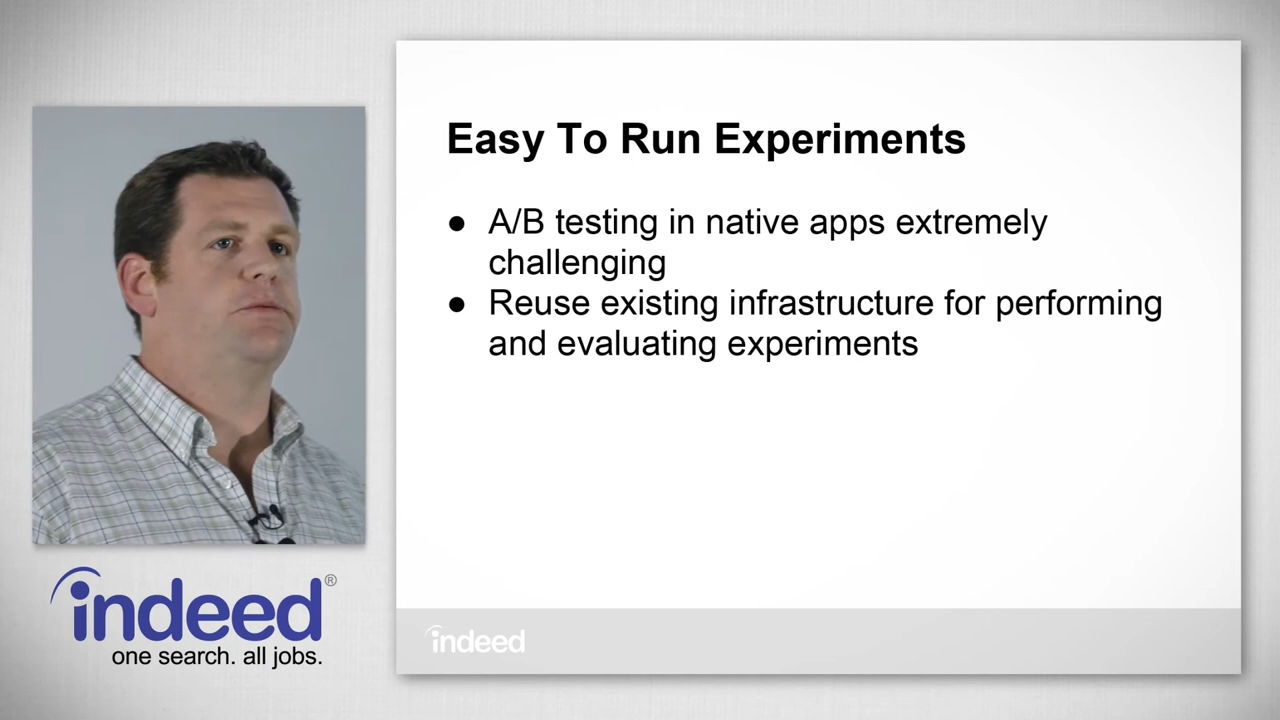 Easy To Run Experiments
● A/B testing in native apps extremely
challenging
● Reuse existing infrastructure for performing
and evaluating experiments
indeed
indeed®
one search. all jobs.